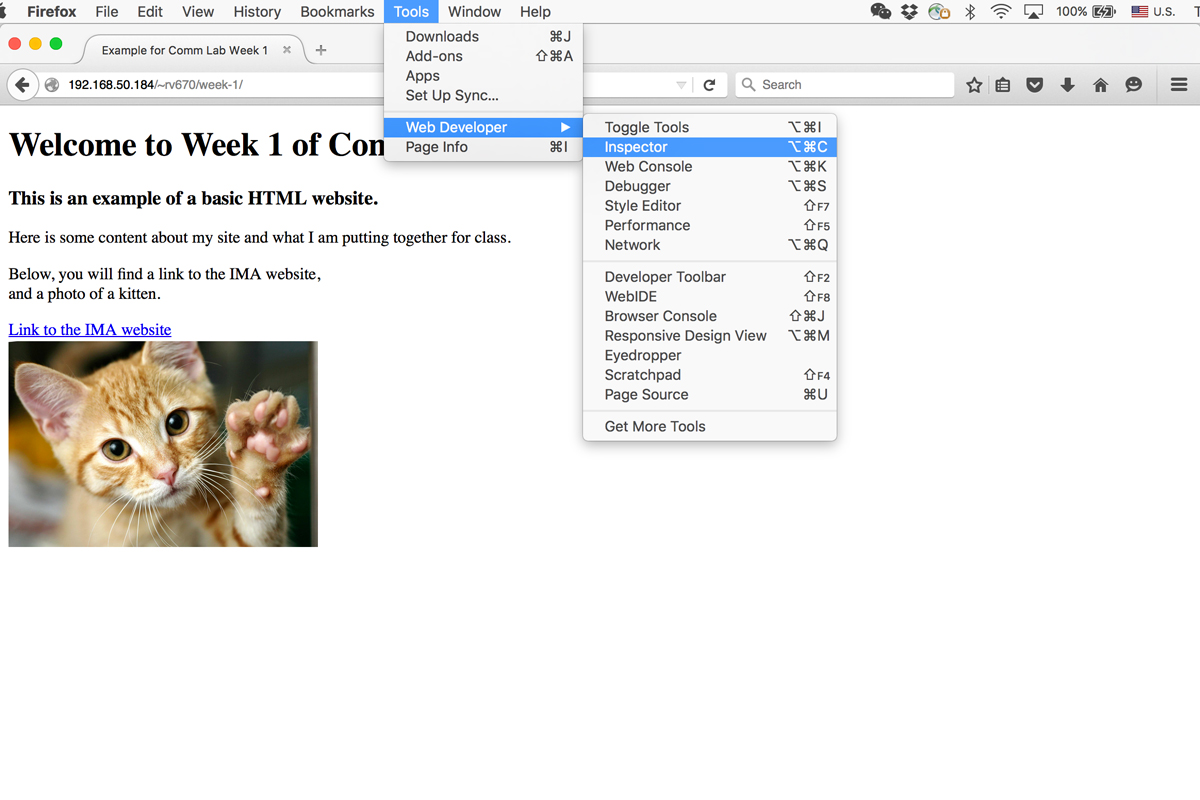 Firefox File Edit View History Bookmarks Tools Window Help 100% U.S.
Example for Comm Lab Week 1
192.168.50.184/~rv670/week-1/
Search
Downloads ⌘J
Add-ons ⇧⌘A
Apps
Set Up Sync...
Web Developer ▶
Page Info ⌘I
Toggle Tools ⌥⌘I
Inspector ⌥⌘C
Web Console ⌥⌘K
Debugger ⌥⌘S
Style Editor ⇧F7
Performance ⇧F5
Network ⌥⌘Q
Developer Toolbar ⇧F2
WebIDE ⇧F8
Browser Console ⇧⌘J
Responsive Design View ⌥⌘M
Eyedropper
Scratchpad ⇧F4
Page Source ⌘U
Get More Tools
Welcome to Week 1 of
This is an example of a basic HTML website.
Here is some content about my site and what I am putting together for class.
Below, you will find a link to the IMA website,
and a photo of a kitten.
Link to the IMA website